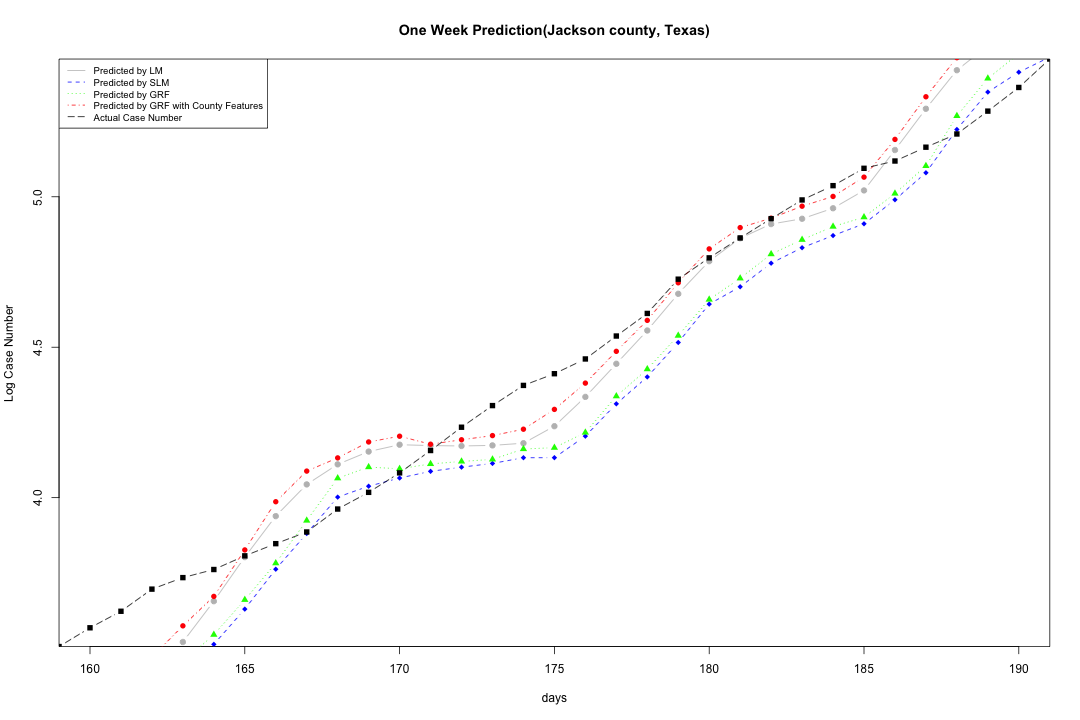 One Week Prediction(Jackson county, Texas)
Predicted by LM
Predicted by SLM
Predicted by GRF
Predicted by GRF with County Features
Actual Case Number
5.0
4.5
4.0
Log Case Number
160 165 170 175 180 185 190
days